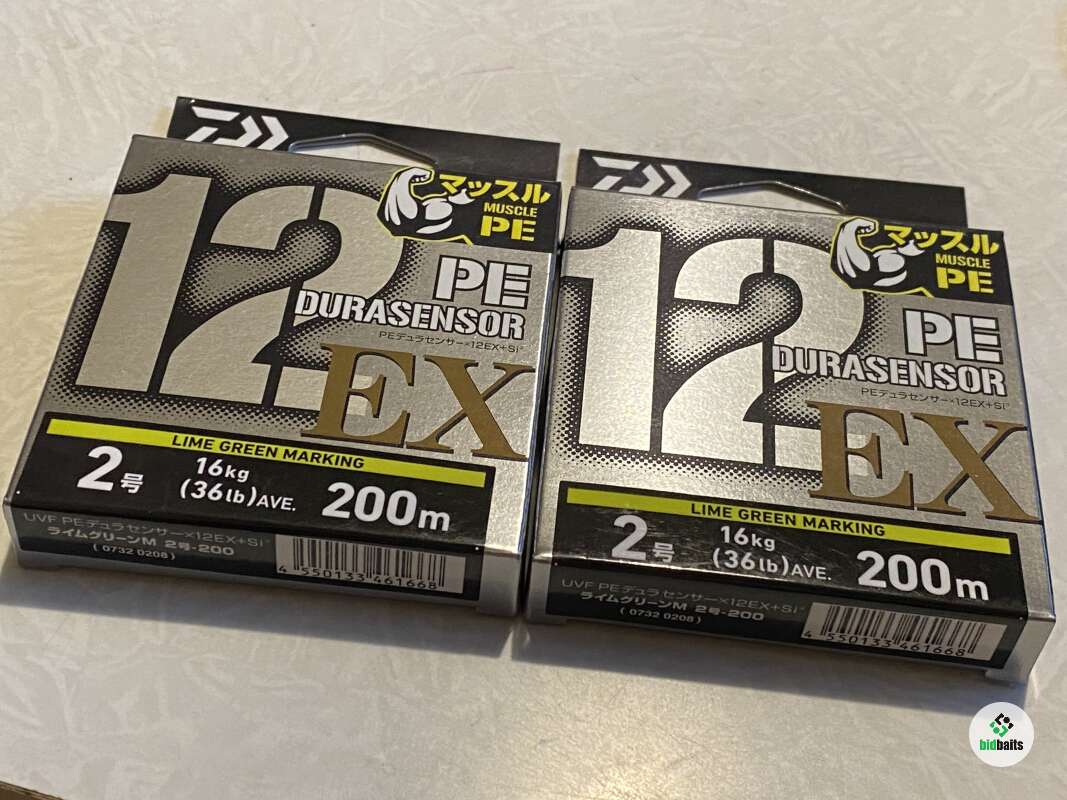 12
マッスル
MUSCLE
PE
PE
DURASENSOR
PEデュラセンサー×12EX+Si²
EX
LIME GREEN MARKING
2号
16kg
(36lb)AVE.
200m
UVF PEデュラセンサー×12EX+Si²
ライムグリーンM 2号-200
(0732 0208)
4 550133 461668
12
マッスル
MUSCLE
PE
PE
DURASENSOR
PEデュラセンサー×12EX+Si²
EX
LIME GREEN MARKING
2号
16kg
(36lb)AVE.
200m
UVF PEデュラセンサー×12EX+Si²
ライムグリーンM 2号-200
(0732 0208)
4 550133 461668
bidbaits